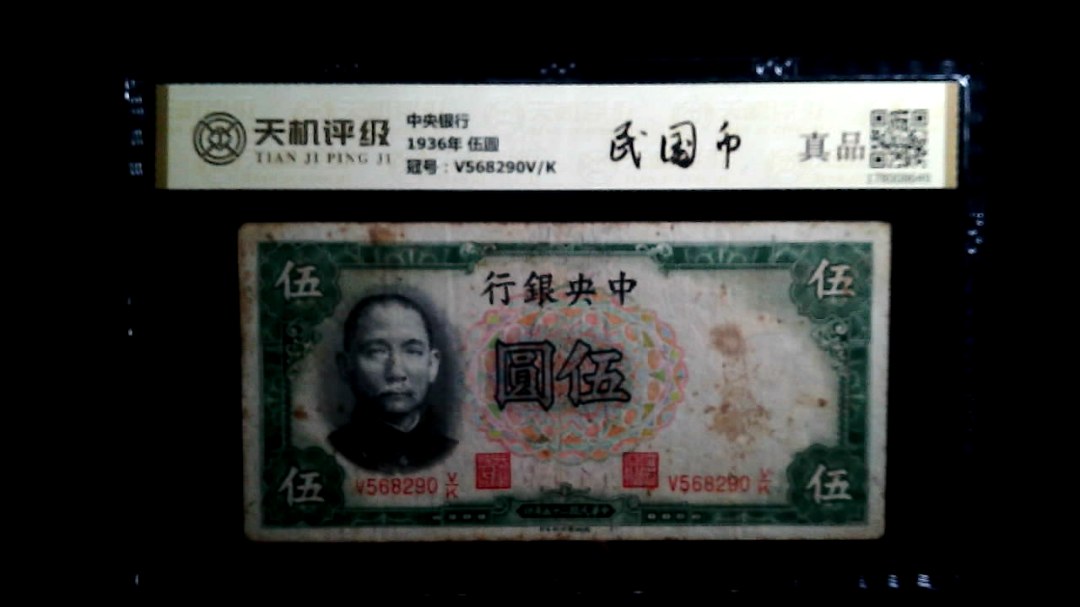 天机评级
TIAN JI PING JI
中央银行
1936年 伍圆
冠号：V568290V/K
民国币
真品
伍
伍
行銀央中
圓伍
伍
V568290 V/K
V568290 V/K
伍